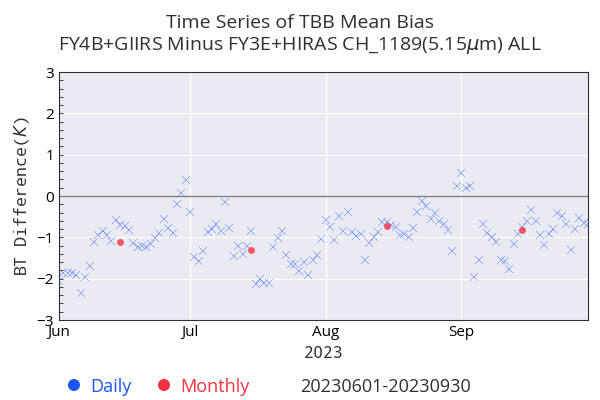 Time Series of TBB Mean Bias
FY4B+GIIRS Minus FY3E+HIRAS CH_1189(5.15μm) ALL
3
2
1
0
−1
−2
−3
BT Difference(K)
Jun Jul Aug Sep
2023
Daily Monthly 20230601-20230930